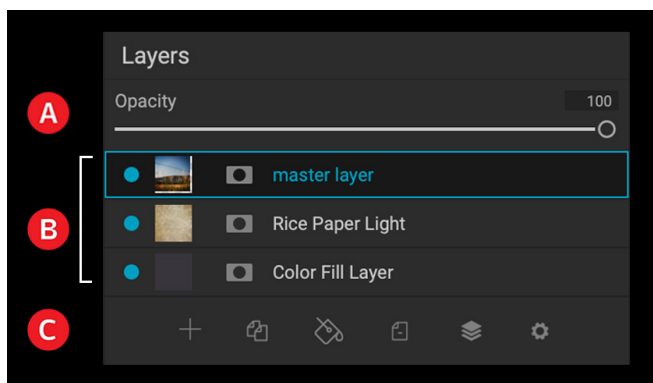 Layers
A
Opacity 100
master layer
B
Rice Paper Light
Color Fill Layer
C